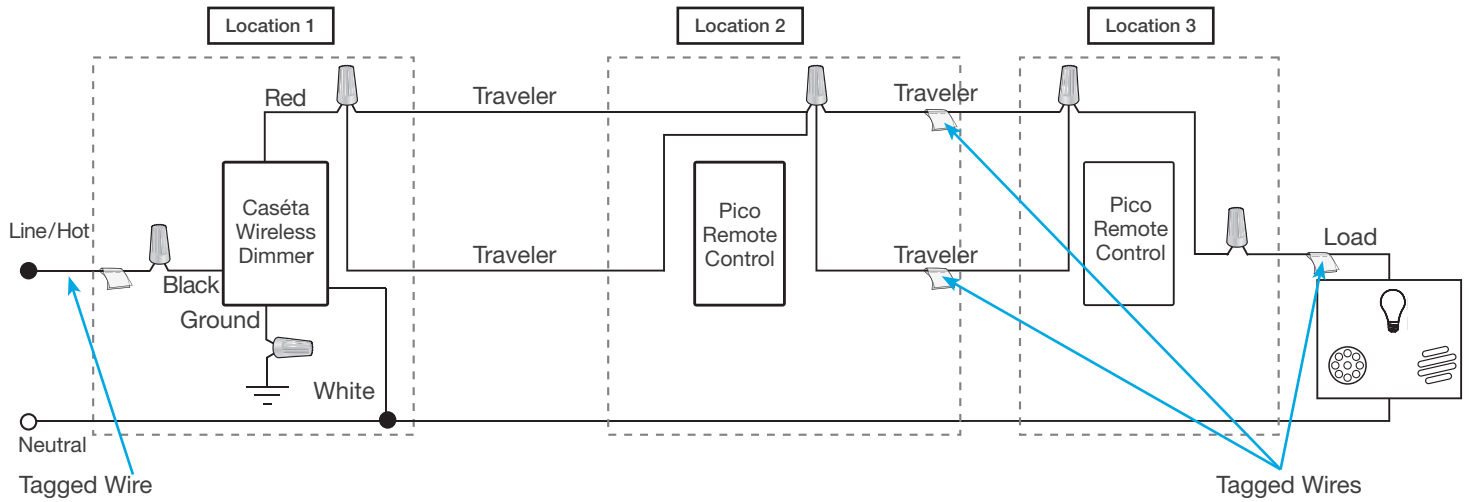 Location 1
Location 2
Location 3
Red
Traveler
Traveler
Line/Hot
Caséta
Wireless
Dimmer
Pico
Remote
Control
Pico
Remote
Control
Load
Traveler
Traveler
Black
Ground
White
Neutral
Tagged Wire
Tagged Wires